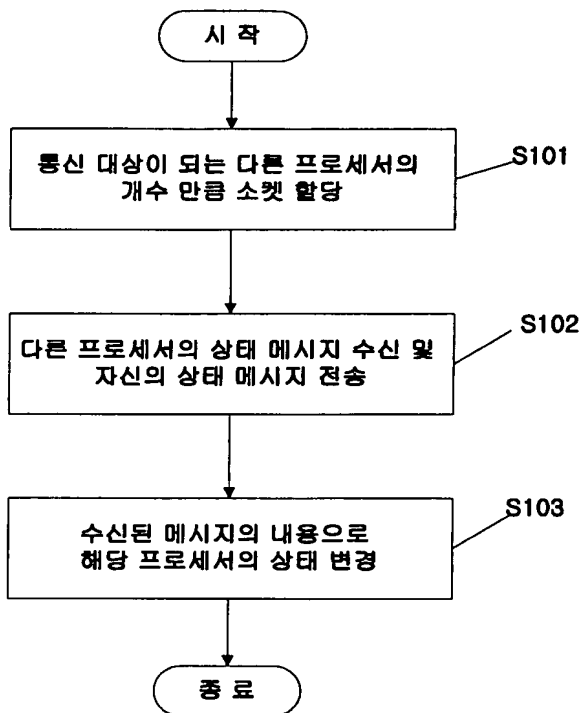 시 작
통신 대상이 되는 다른 프로세서의
개수 만큼 소켓 할당
S101
다른 프로세서의 상태 메시지 수신 및
자신의 상태 메시지 전송
S102
수신된 메시지의 내용으로
해당 프로세서의 상태 변경
S103
종 료